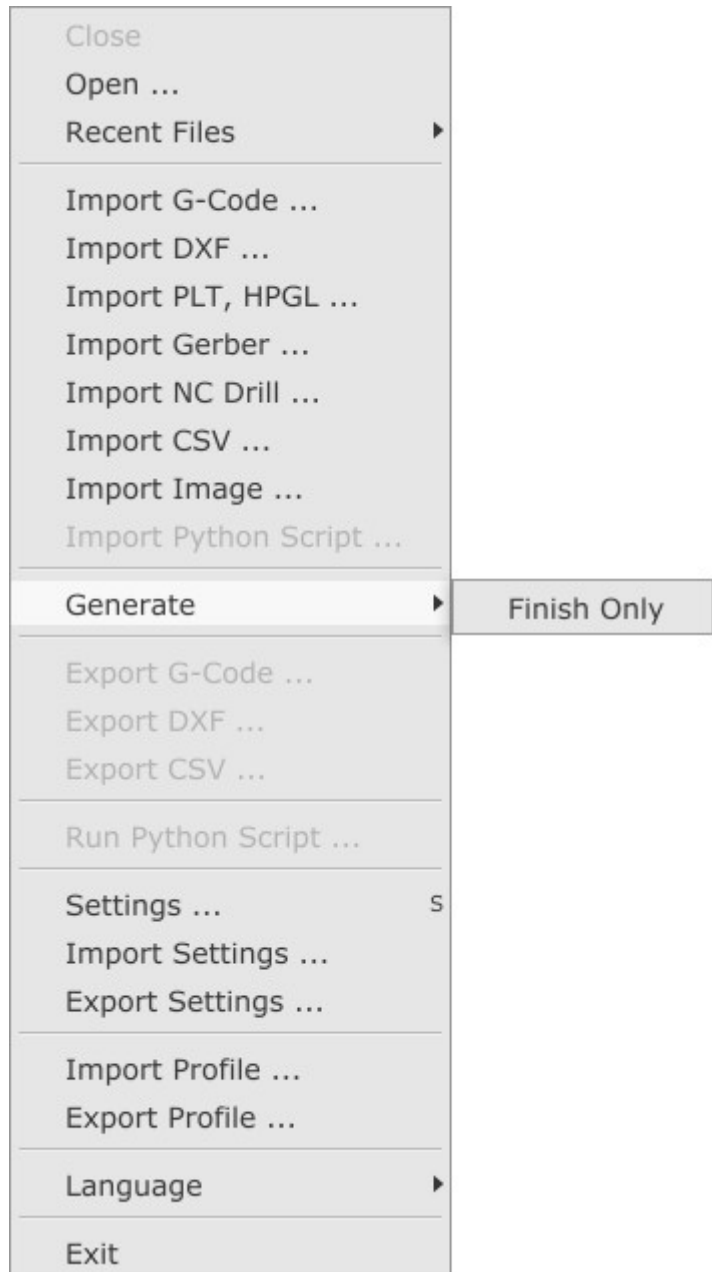 Close
Open ...
Recent Files
Import G-Code ...
Import DXF ...
Import PLT, HPGL ...
Import Gerber ...
Import NC Drill ...
Import CSV ...
Import Image ...
Import Python Script ...
Generate
Finish Only
Export G-Code ...
Export DXF ...
Export CSV ...
Run Python Script ...
Settings ... S
Import Settings ...
Export Settings ...
Import Profile ...
Export Profile ...
Language
Exit